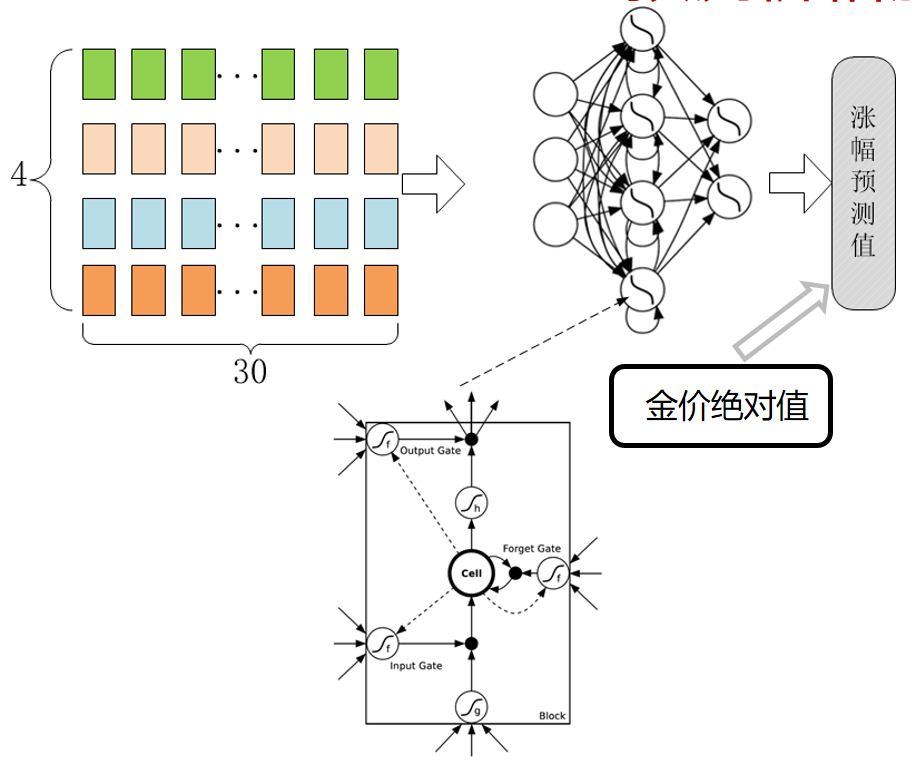 4
30
涨
幅
预
测
值
金价绝对值
f
Output Gate
h
Forget Gate
Cell
f
f
Input Gate
g
Block